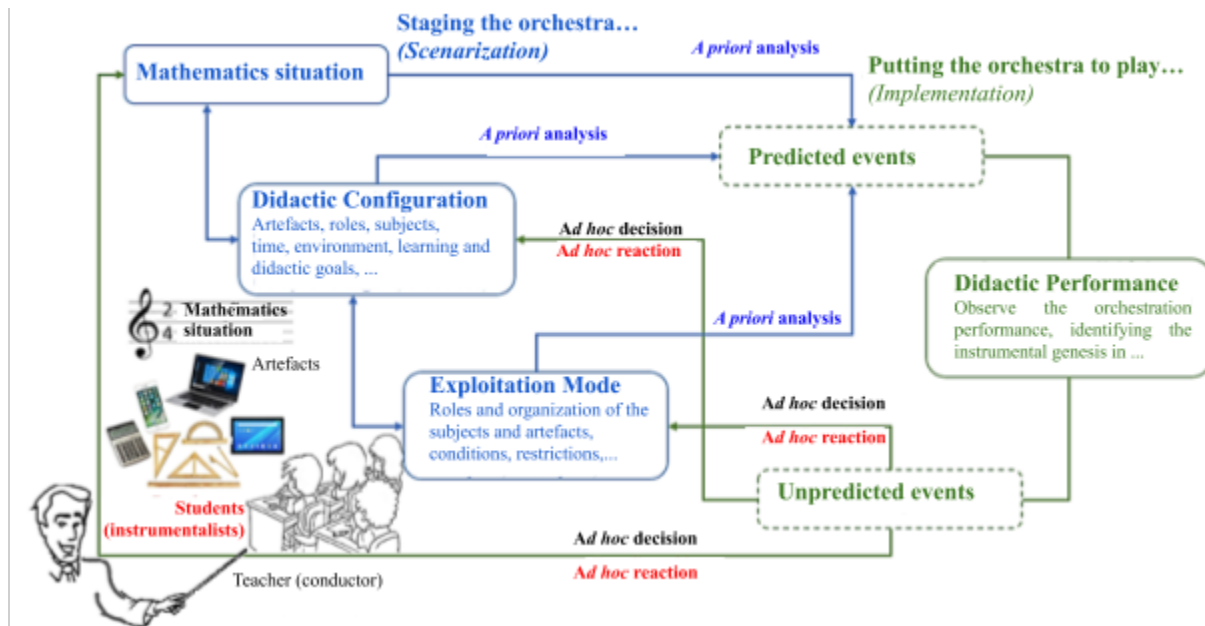 Staging the orchestra…
(Scenarization)
A priori analysis
Mathematics situation
Putting the orchestra to play…
(Implementation)
A priori analysis
Predicted events
Didactic Configuration
Artefacts, roles, subjects,
time, environment, learning and
didactic goals, ...
Ad hoc decision
Ad hoc reaction
Didactic Performance
Observe the orchestration
performance, identifying the
instrumental genesis in ...
2
4
Mathematics
situation
A priori analysis
Artefacts
Exploitation Mode
Roles and organization of the
subjects and artefacts,
conditions, restrictions,...
Ad hoc decision
Ad hoc reaction
Unpredicted events
Students
(instrumentalists)
Ad hoc decision
Teacher (conductor)
Ad hoc reaction